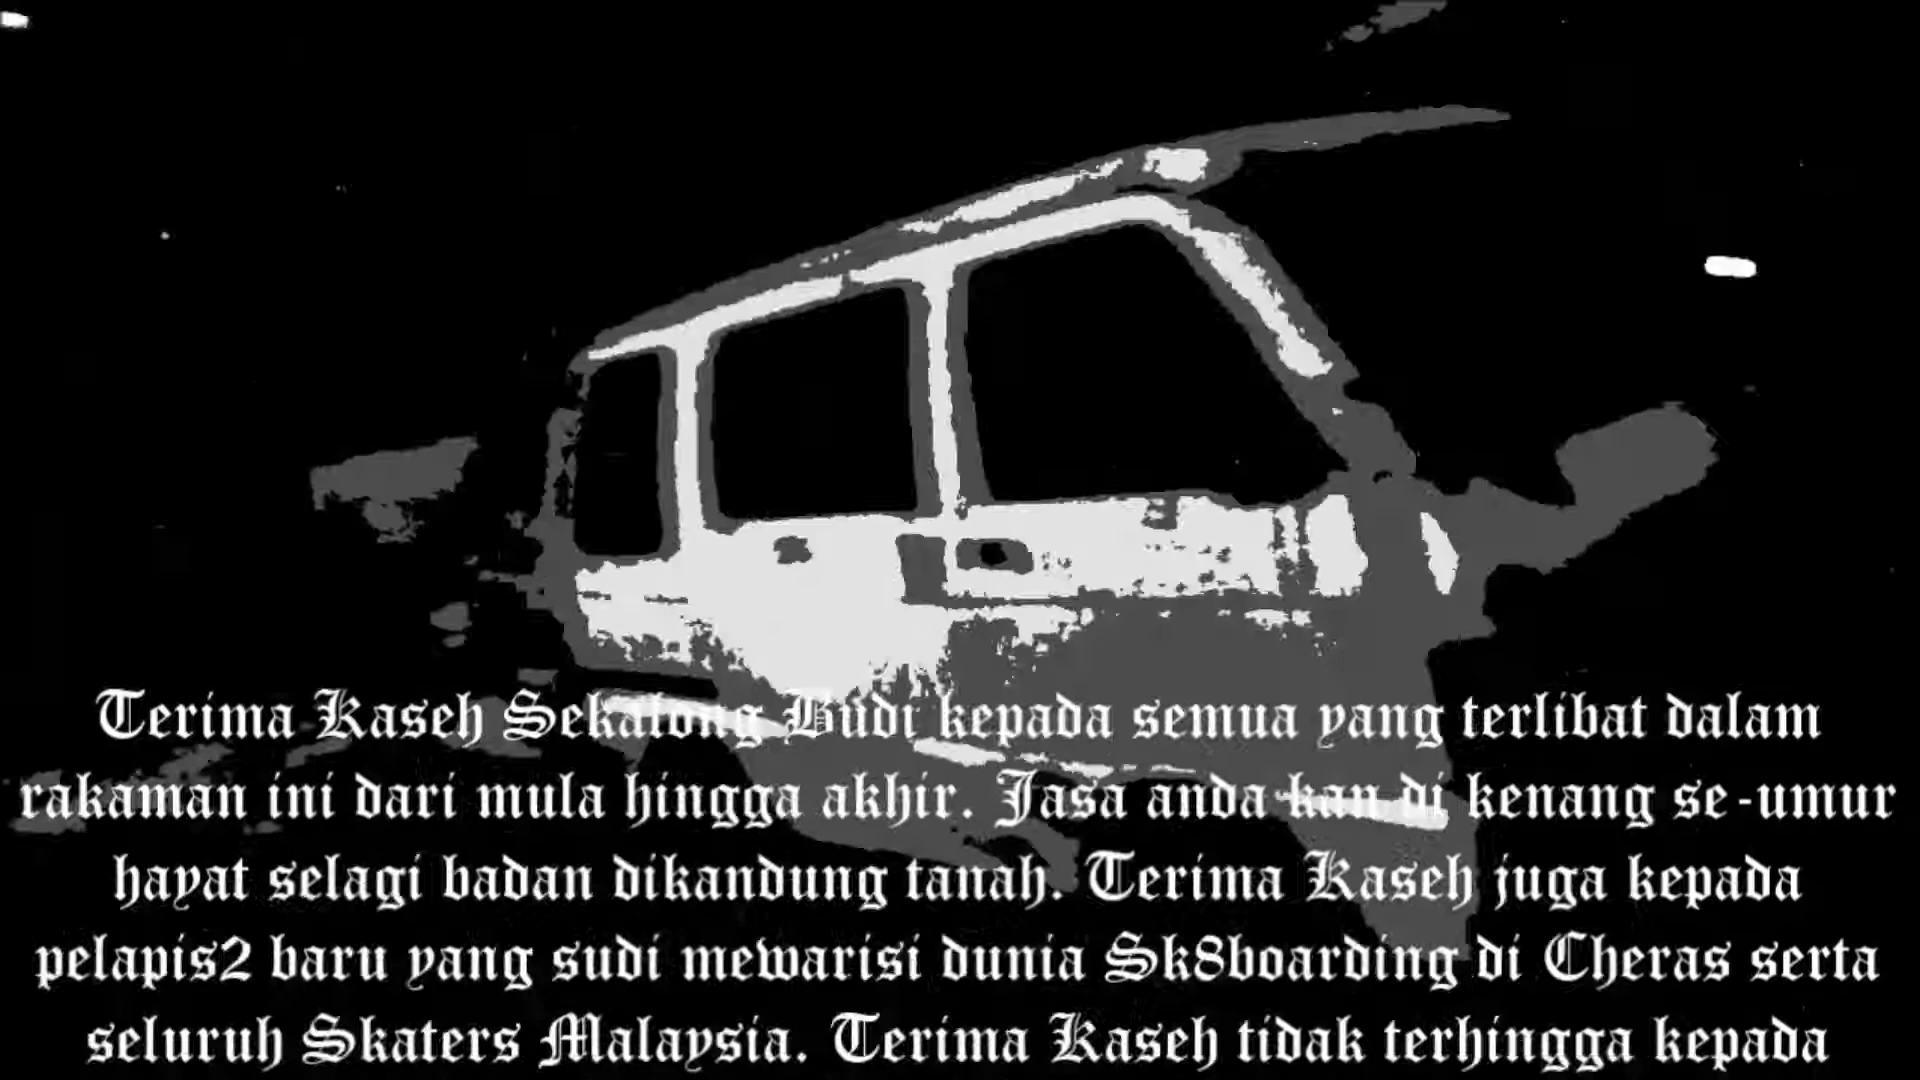 Terima Kaseh Sekalong Budi kepada semua yang terlibat dalam
rakaman ini dari mula hingga akhir. Jasa anda kan di kenang se-umur
hayat selagi badan dikandung tanah. Terima Kaseh juga kepada
pelapis2 baru yang sudi mewarisi dunia Sk8boarding di Cheras serta
seluruh Skaters Malaysia. Terima Kaseh tidak terhingga kepada